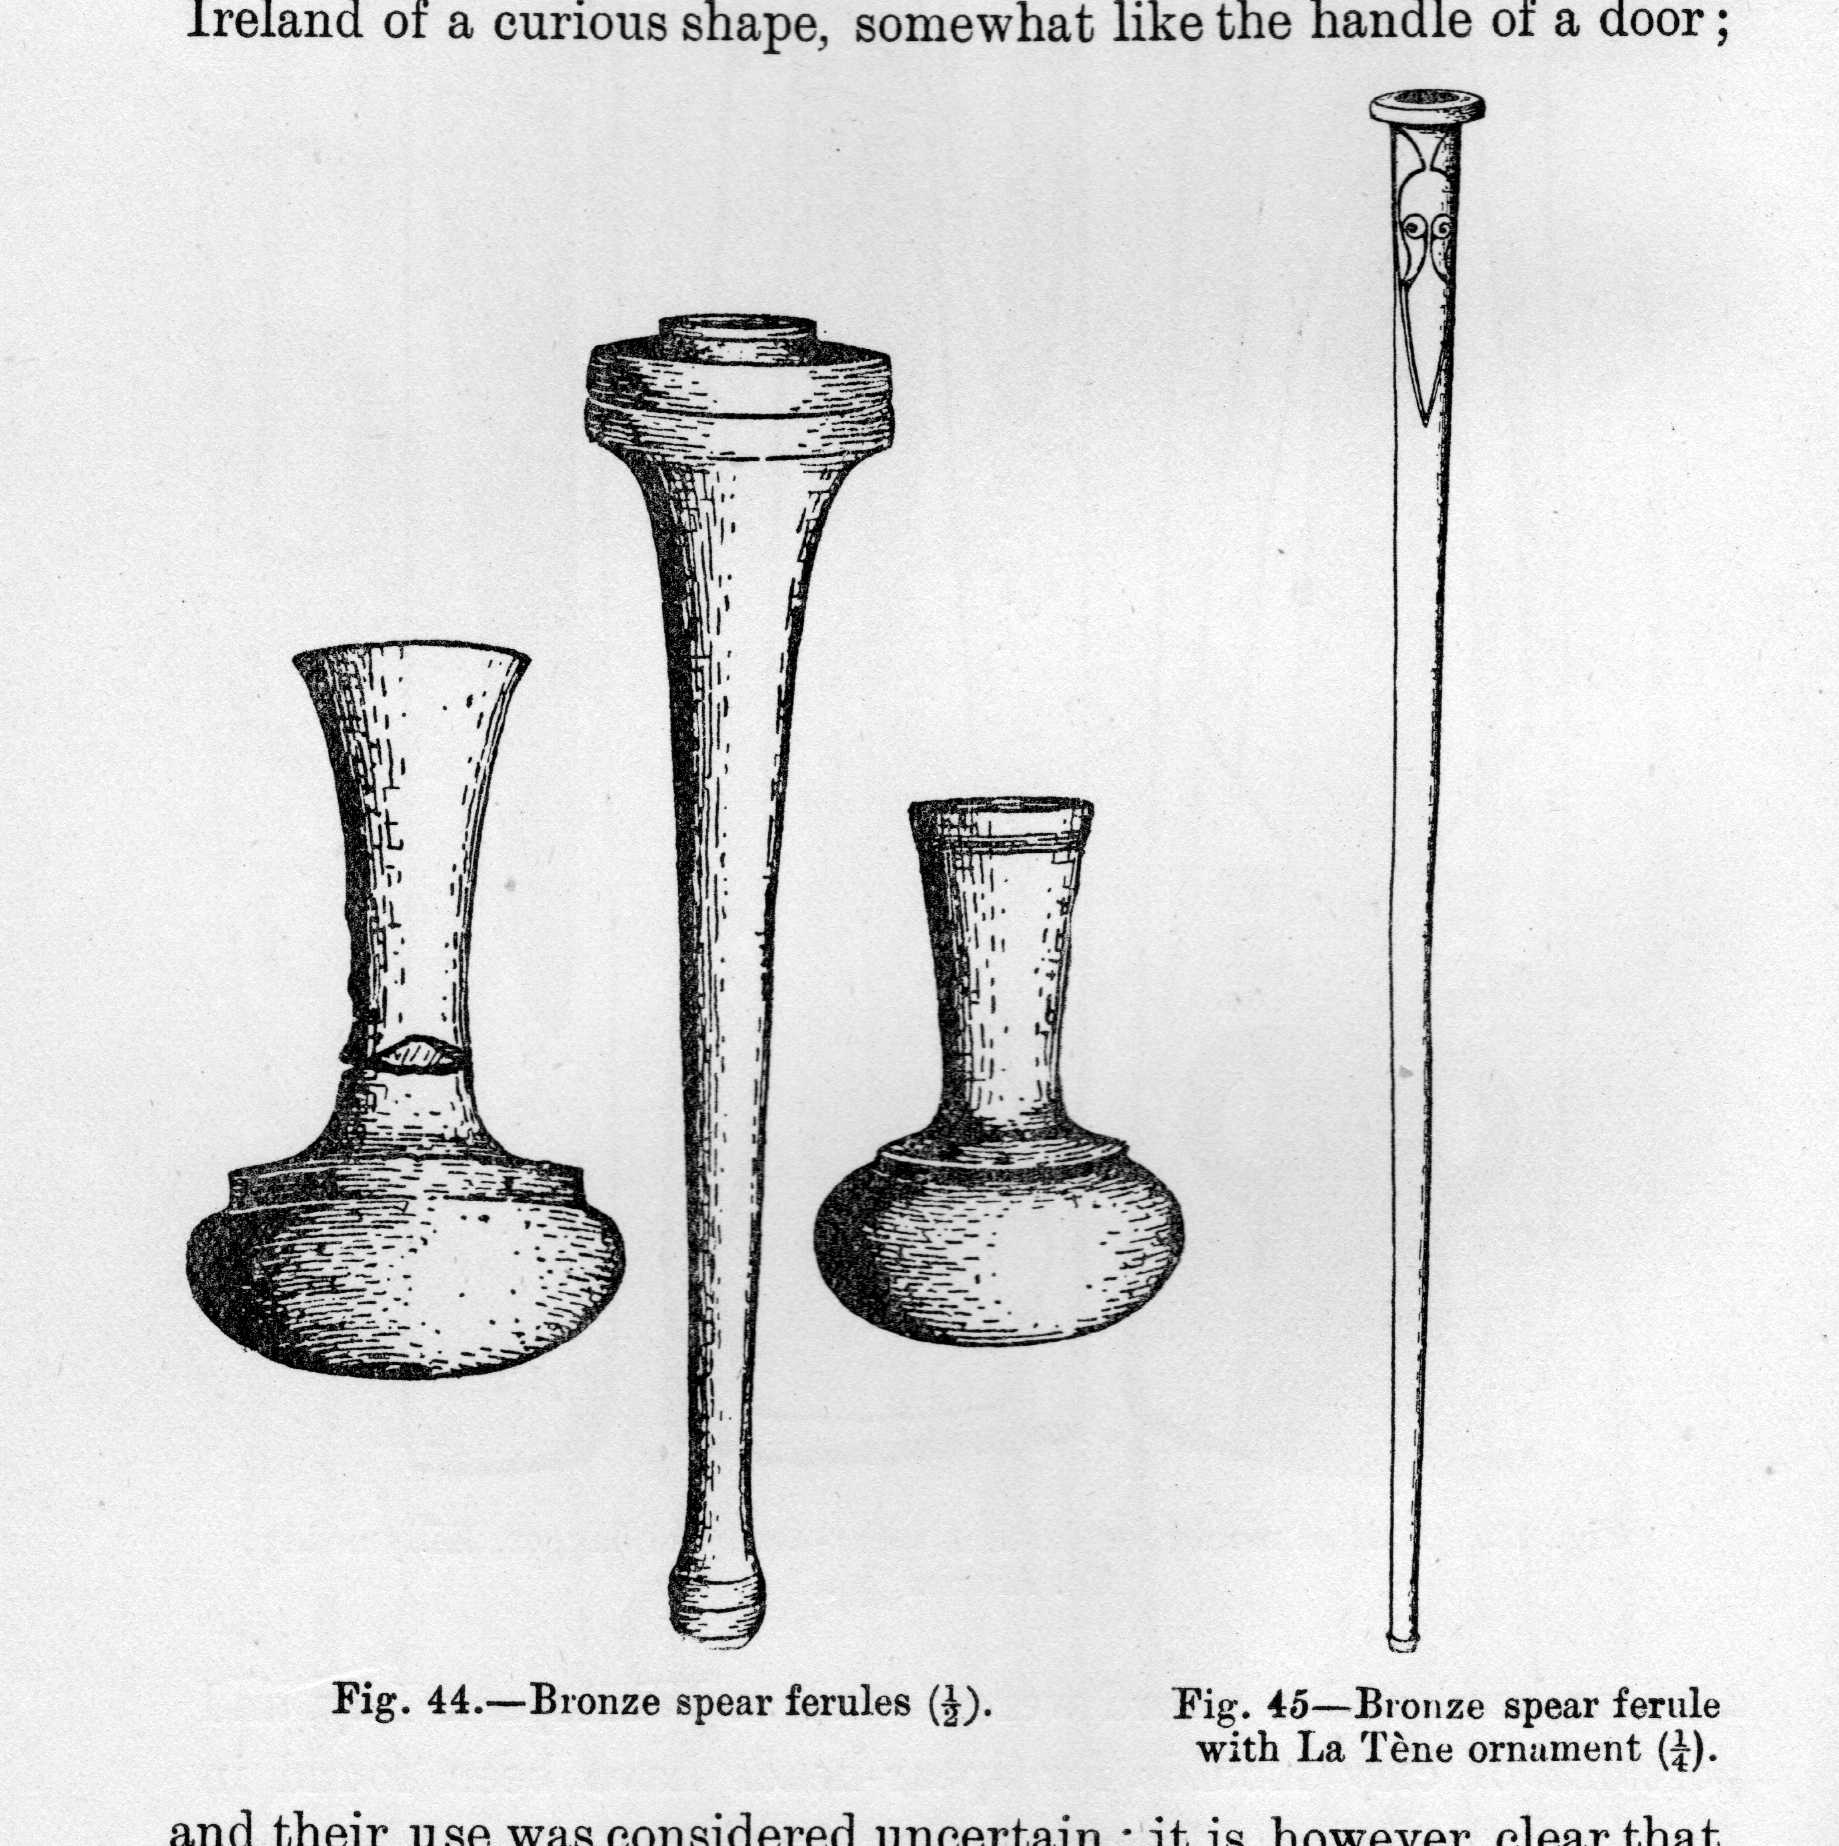 Ireland of a curious shape, somewhat like the handle of a door;
Fig. 44.—Bronze spear ferules (½).
Fig. 45—Bronze spear ferule
with La Tène ornament (¼).
and their use was considered uncertain; it is however clear that